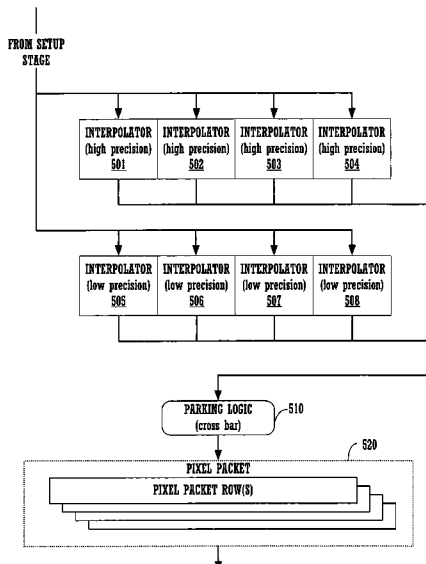 FROM SETUP
STAGE
INTERPOLATOR INTERPOLATOR INTERPOLATOR INTERPOLATOR
(high precision) (high precision) (high precision) (high precision)
501 502 503 504
INTERPOLATOR INTERPOLATOR INTERPOLATOR INTERPOLATOR
(low precision) (low precision) (low precision) (low precision)
505 506 507 508
PARKING LOGIC
(cross bar)
510
520
PIXEL PACKET
PIXEL PACKET ROW(S)